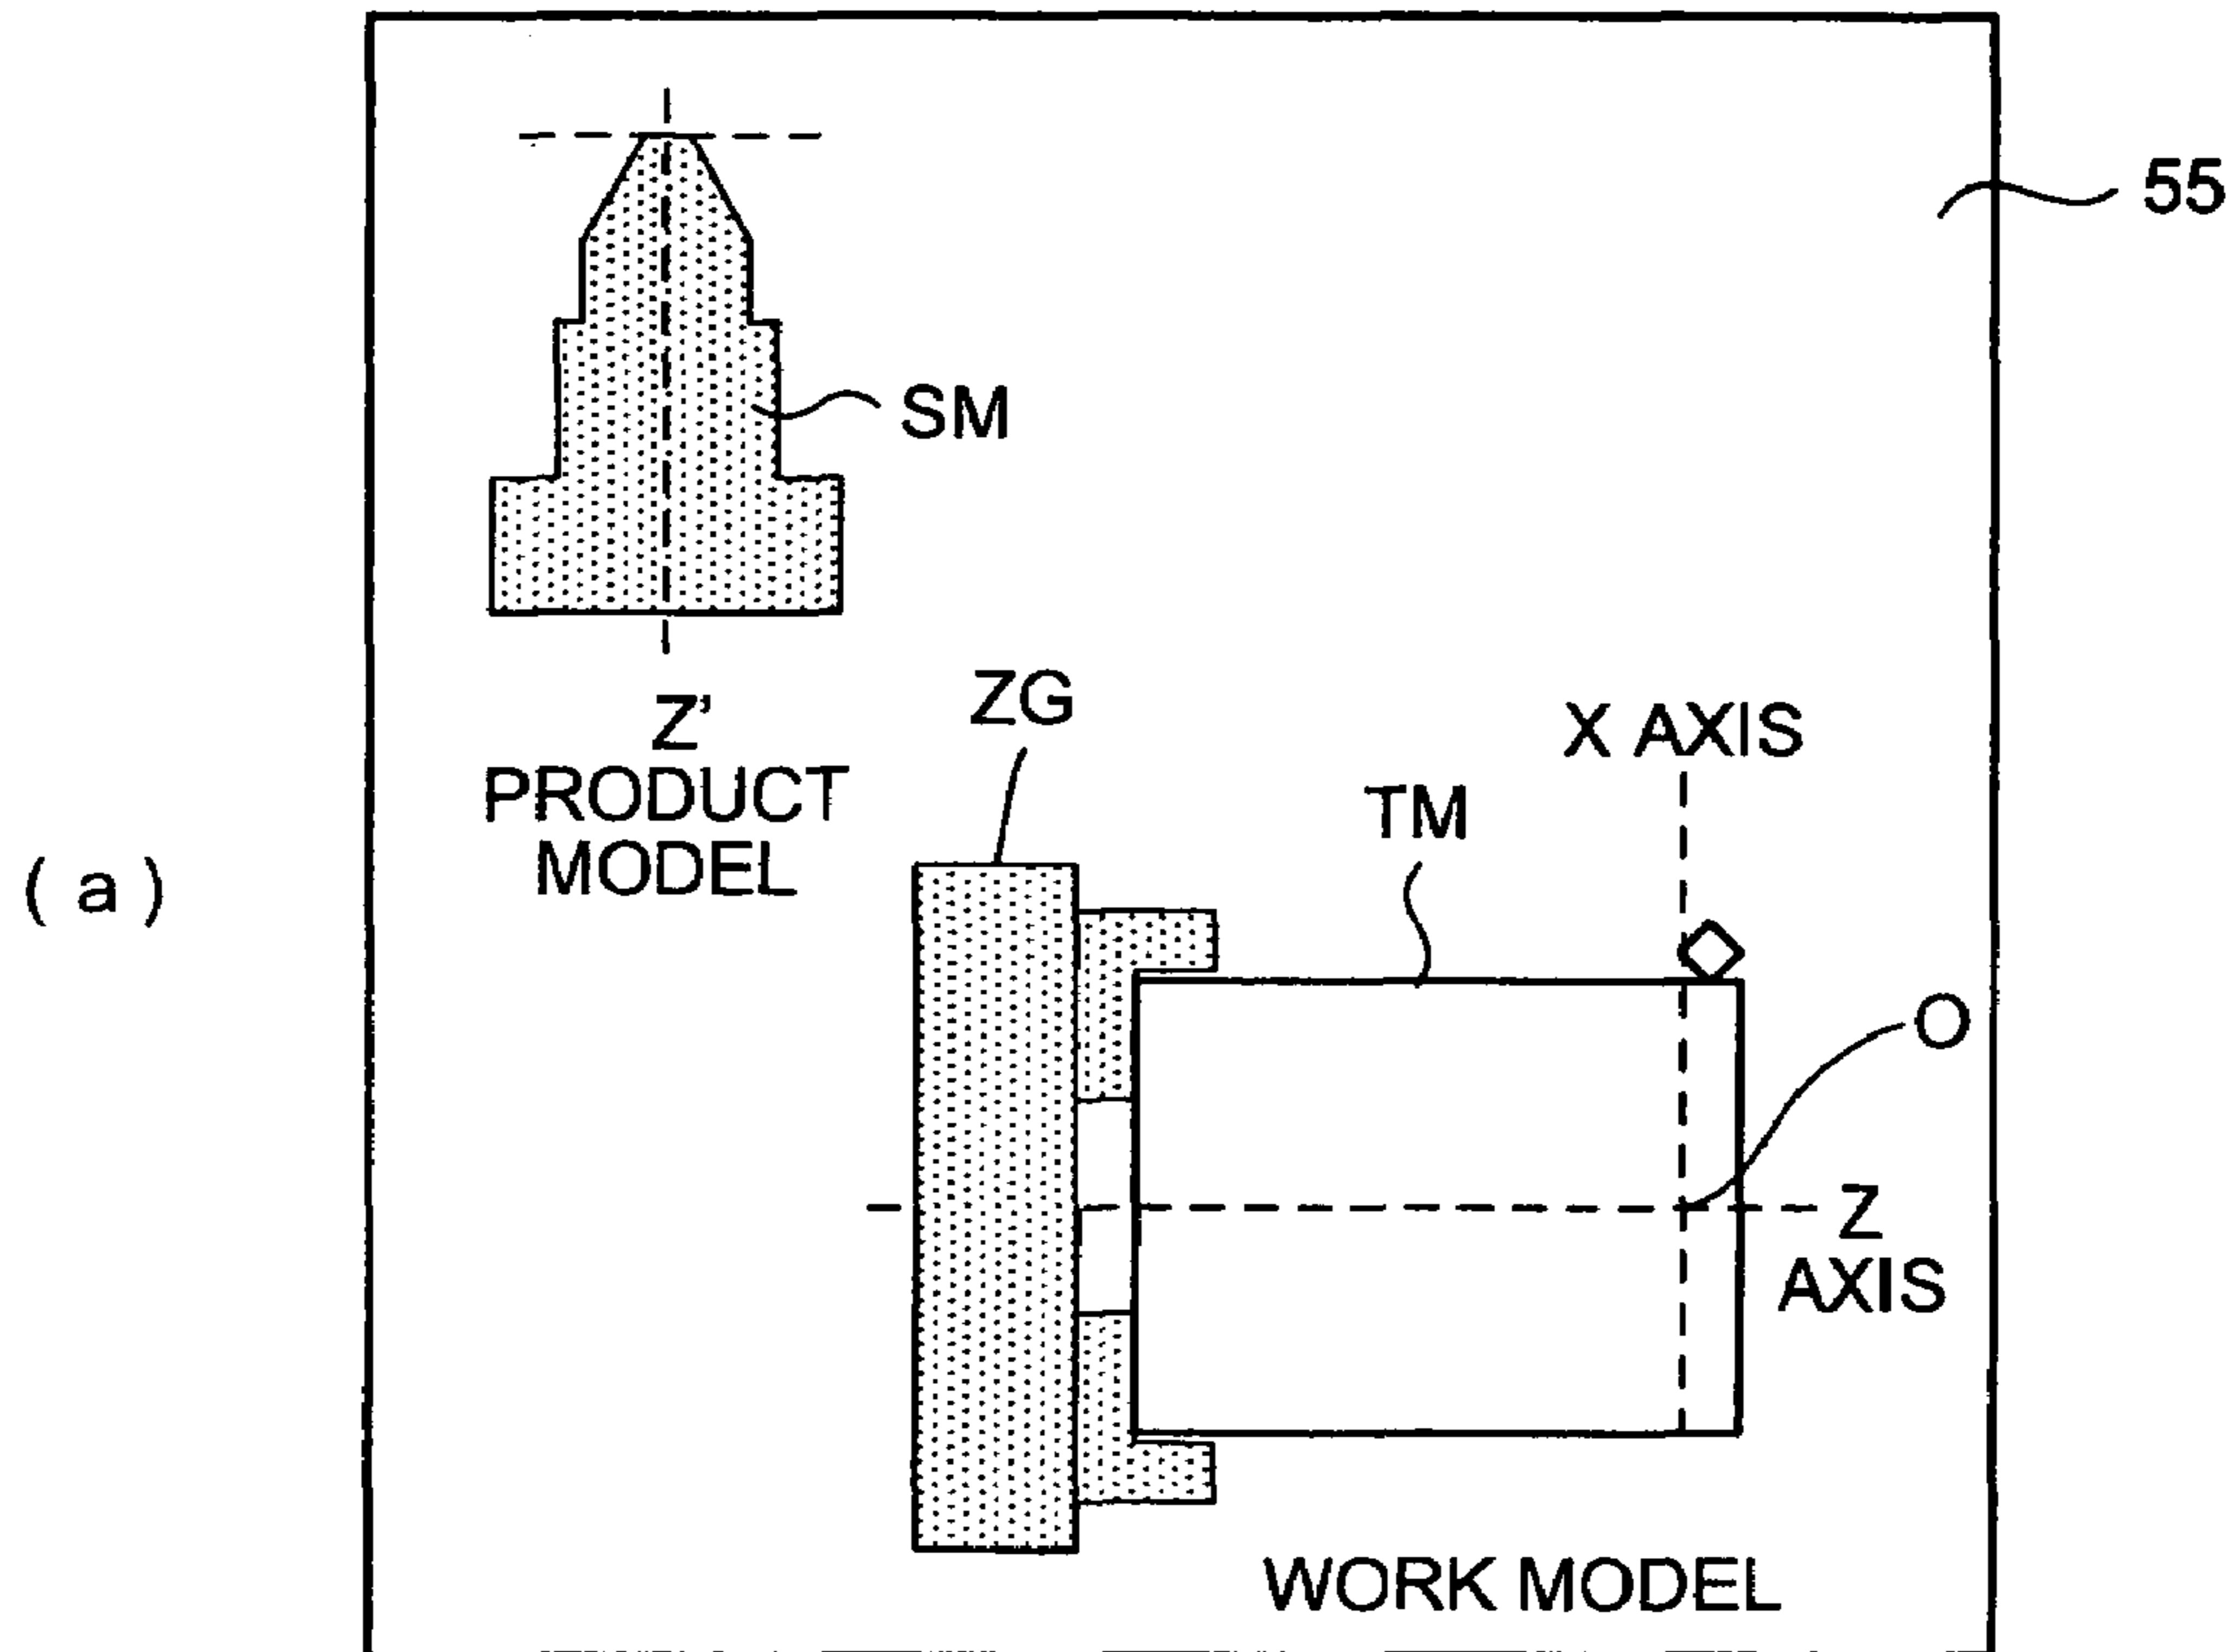 55
SM
Z'
PRODUCT
MODEL
ZG
X AXIS
TM
(a)
O
Z
AXIS
WORK MODEL